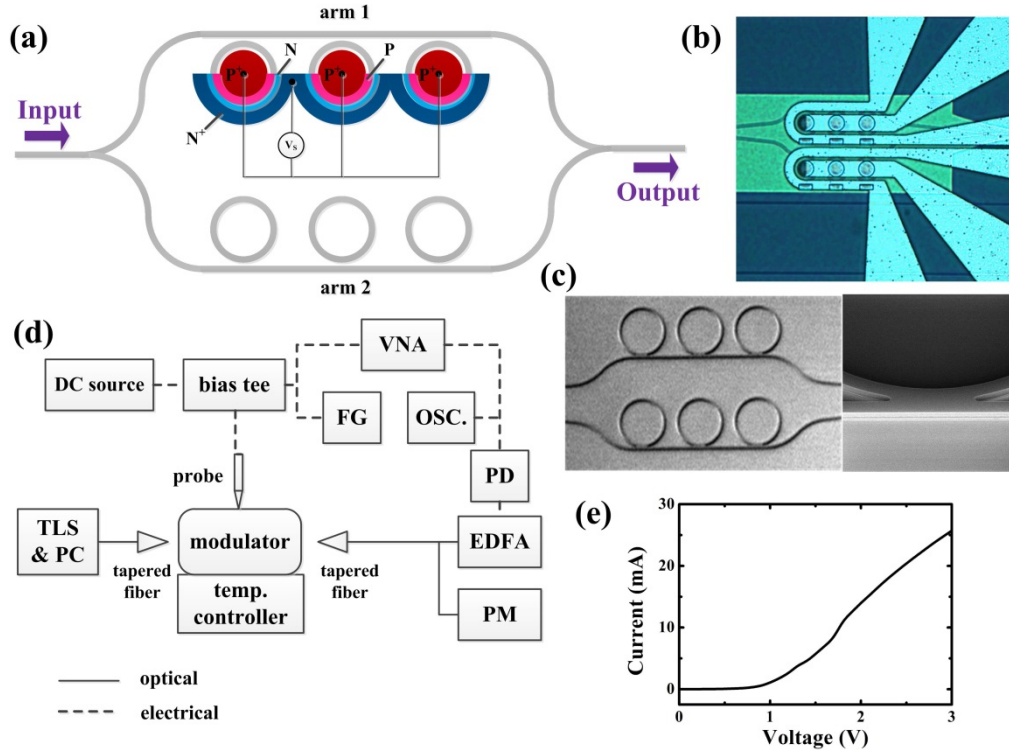 (a)
arm 1
N
P
P+
P+
P+
N+
Vs
Input
Output
arm 2
(b)
(c)
(d)
DC source
bias tee
VNA
FG
OSC.
probe
PD
TLS
& PC
tapered
fiber
modulator
temp.
controller
tapered
fiber
EDFA
PM
optical
electrical
(e)
Current (mA)
30
20
10
0
0
1
2
3
Voltage (V)